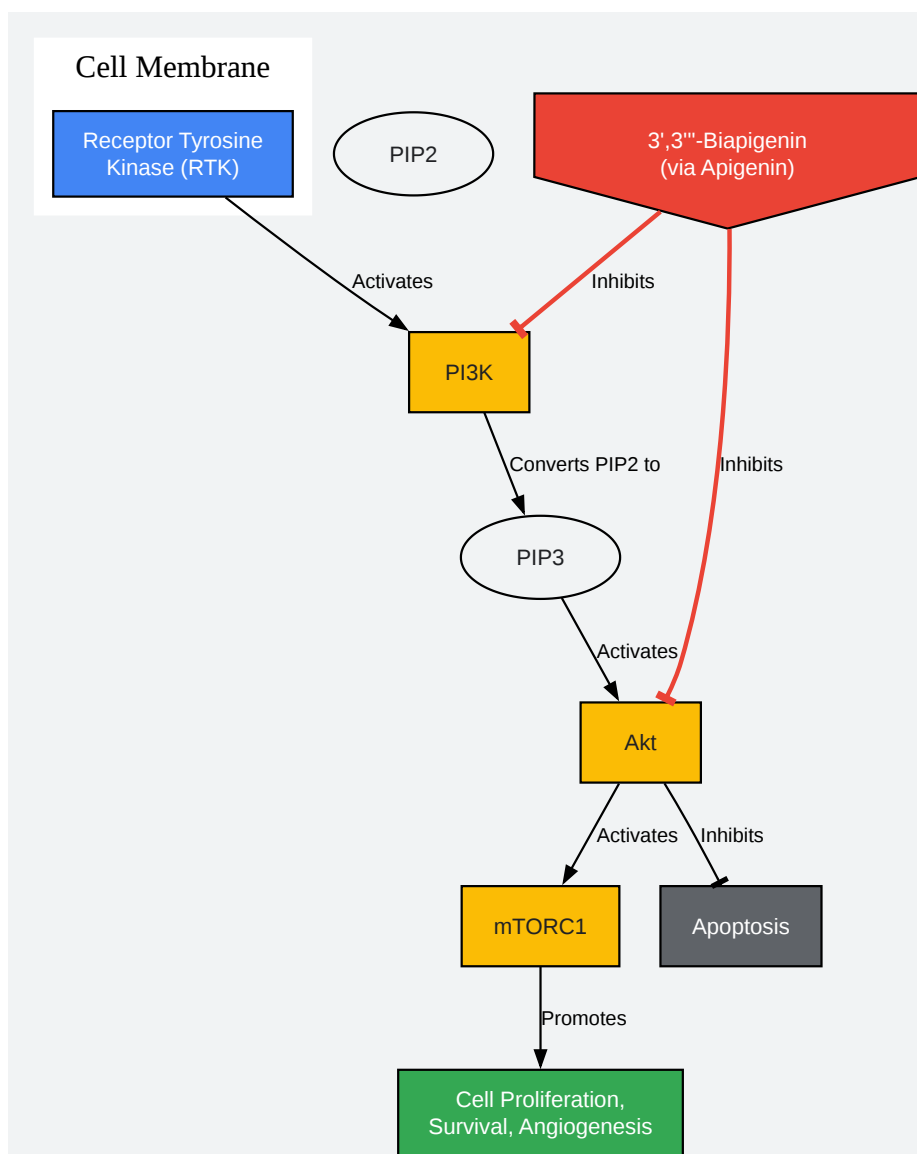 Cell Membrane
Receptor Tyrosine
Kinase (RTK)
PIP2
3',3'''-Biapigenin
(via Apigenin)
Activates
Inhibits
PI3K
Converts PIP2 to
Inhibits
PIP3
Activates
Akt
Activates
Inhibits
mTORC1
Apoptosis
Promotes
Cell Proliferation,
Survival, Angiogenesis